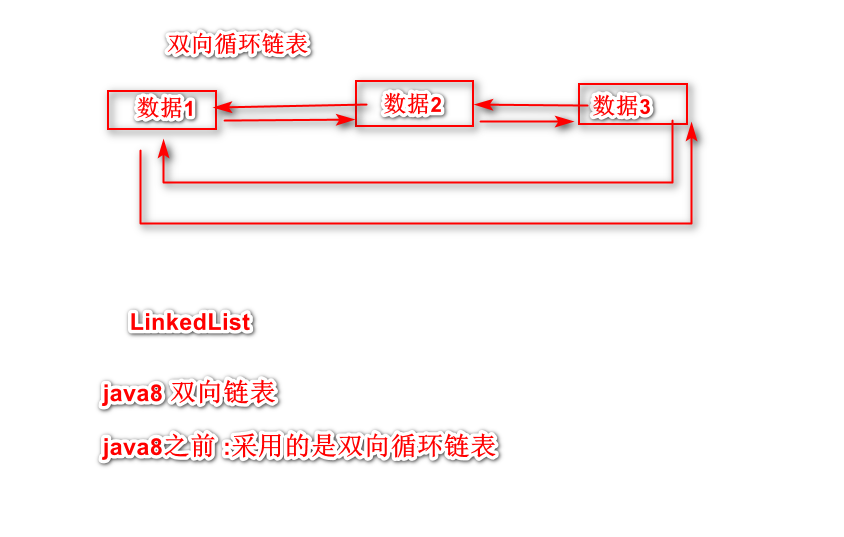 双向循环链表
数据1
数据2
数据3
LinkedList
java8 双向链表
java8之前 :采用的是双向循环链表